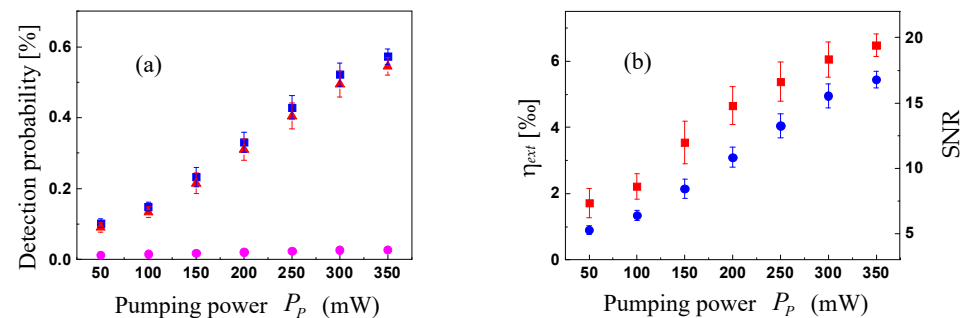 Detection probability [%]
0.6
0.4
0.2
0.0
(a)
50 100 150 200 250 300 350
Pumping power P_P (mW)
η_ext [‰]
6
4
2
0
(b)
20
15
10
5
SNR
50 100 150 200 250 300 350
Pumping power P_P (mW)